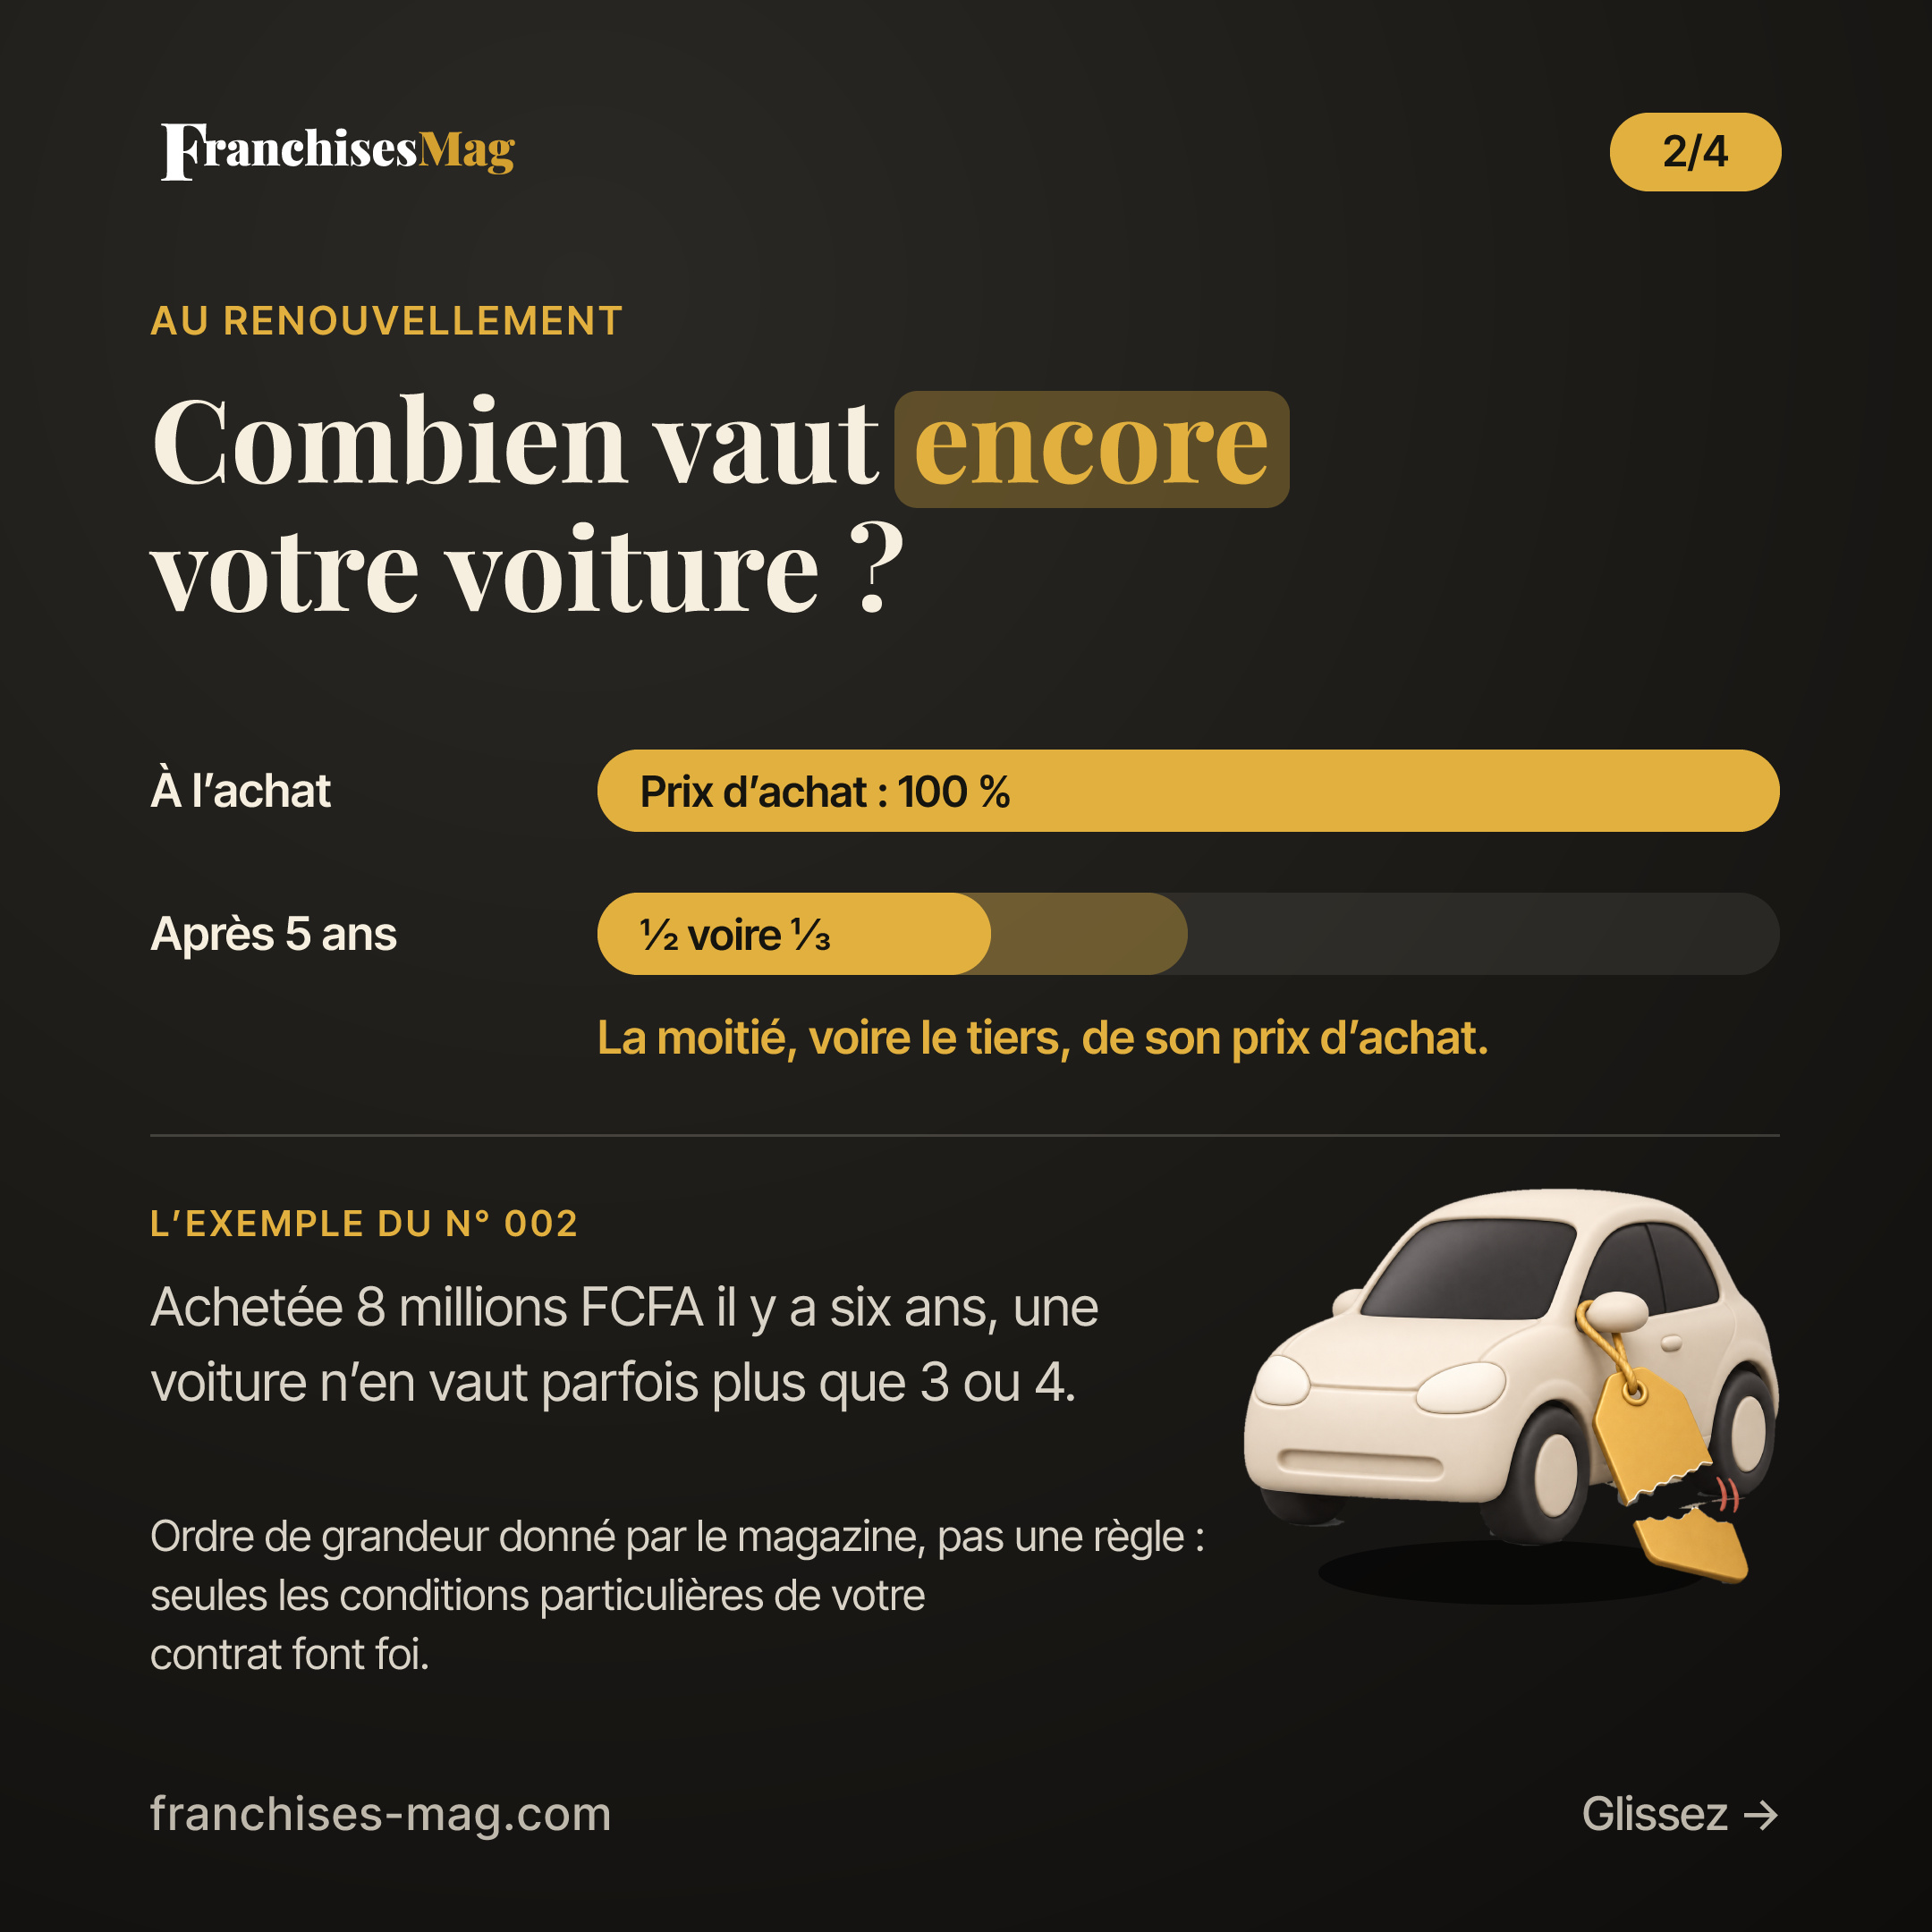 FranchisesMag
2/4
AU RENOUVELLEMENT
Combien vaut encore
votre voiture ?
À l’achat
Prix d’achat : 100 %
Après 5 ans
½ voire ⅓
La moitié, voire le tiers, de son prix d’achat.
L’EXEMPLE DU N° 002
Achetée 8 millions FCFA il y a six ans, une
voiture n’en vaut parfois plus que 3 ou 4.
Ordre de grandeur donné par le magazine, pas une règle :
seules les conditions particulières de votre
contrat font foi.
franchises-mag.com
Glissez →